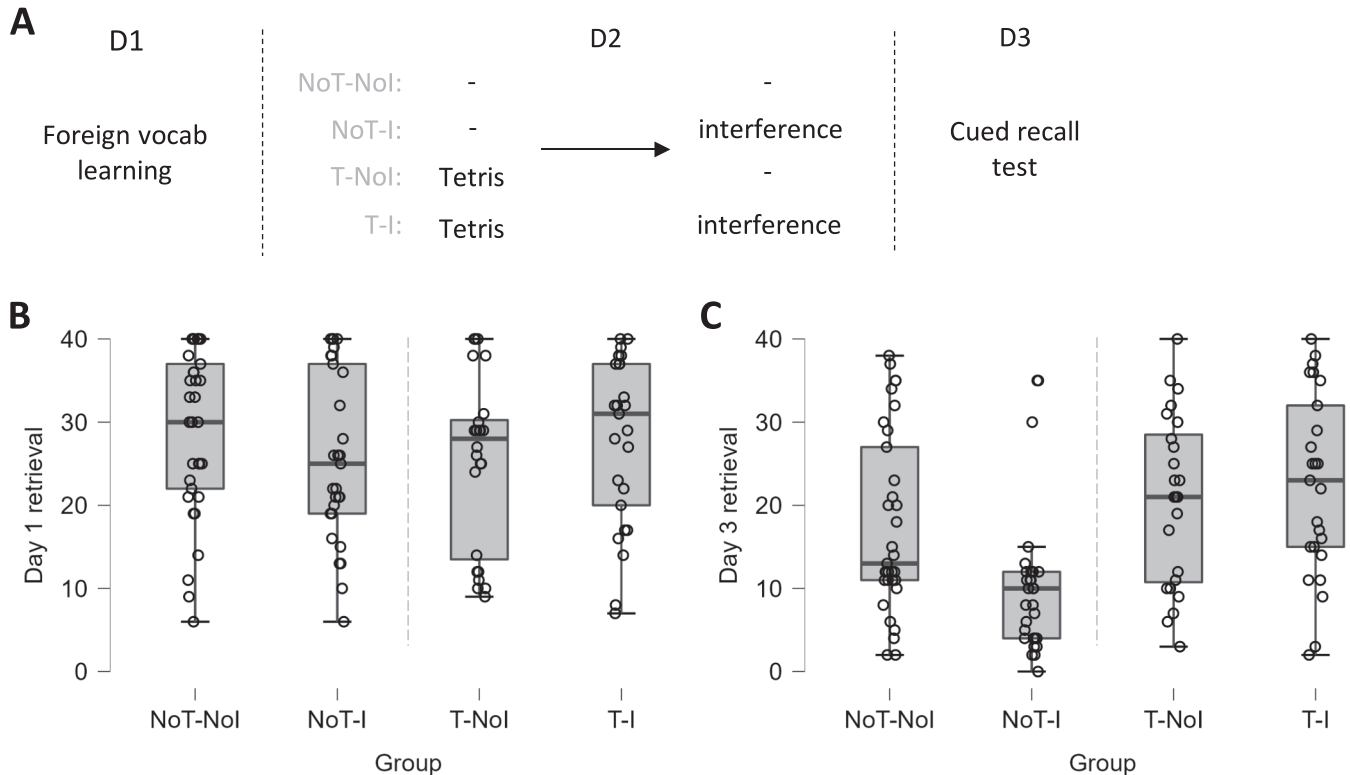 A
D1
D2
D3
NoT-NoI: - -
NoT-I: - interference
T-NoI: Tetris -
T-I: Tetris interference
Foreign vocab
learning
Cued recall
test
B
Day 1 retrieval
40
30
20
10
0
NoT-NoI NoT-I T-NoI T-I
Group
C
Day 3 retrieval
40
30
20
10
0
NoT-NoI NoT-I T-NoI T-I
Group